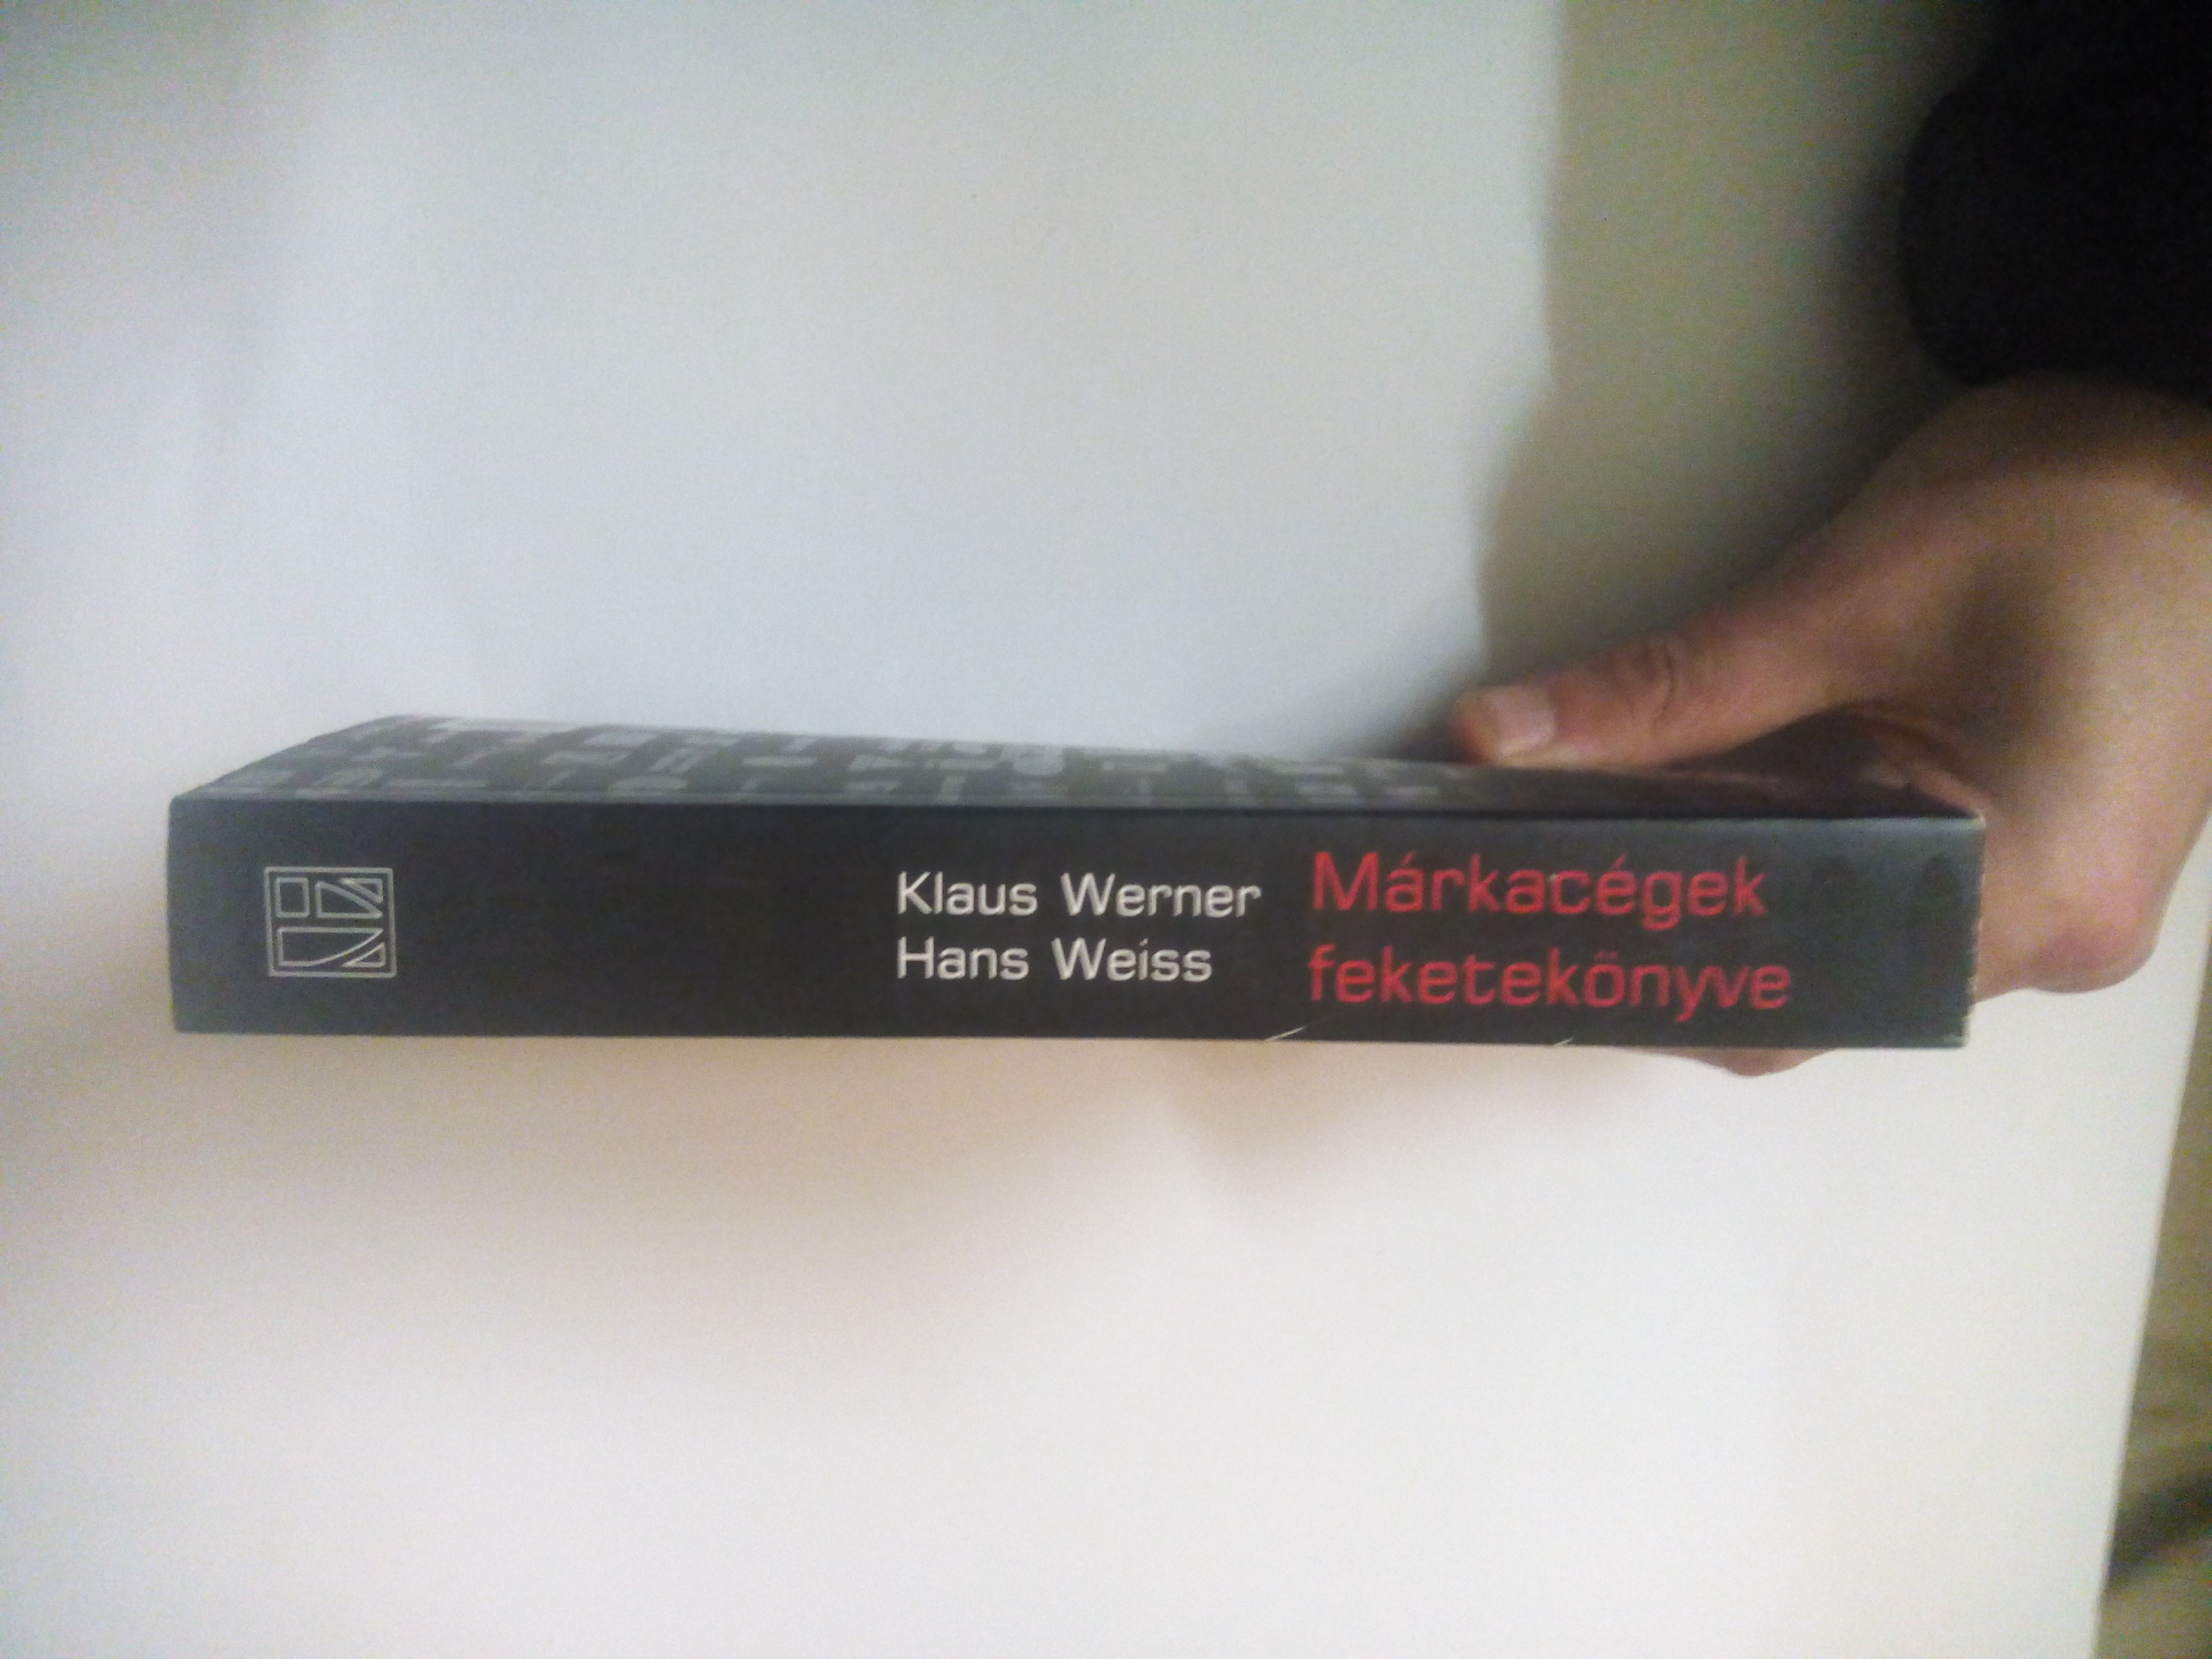 Klaus Werner
Hans Weiss
Márkacégek
feketekönyve